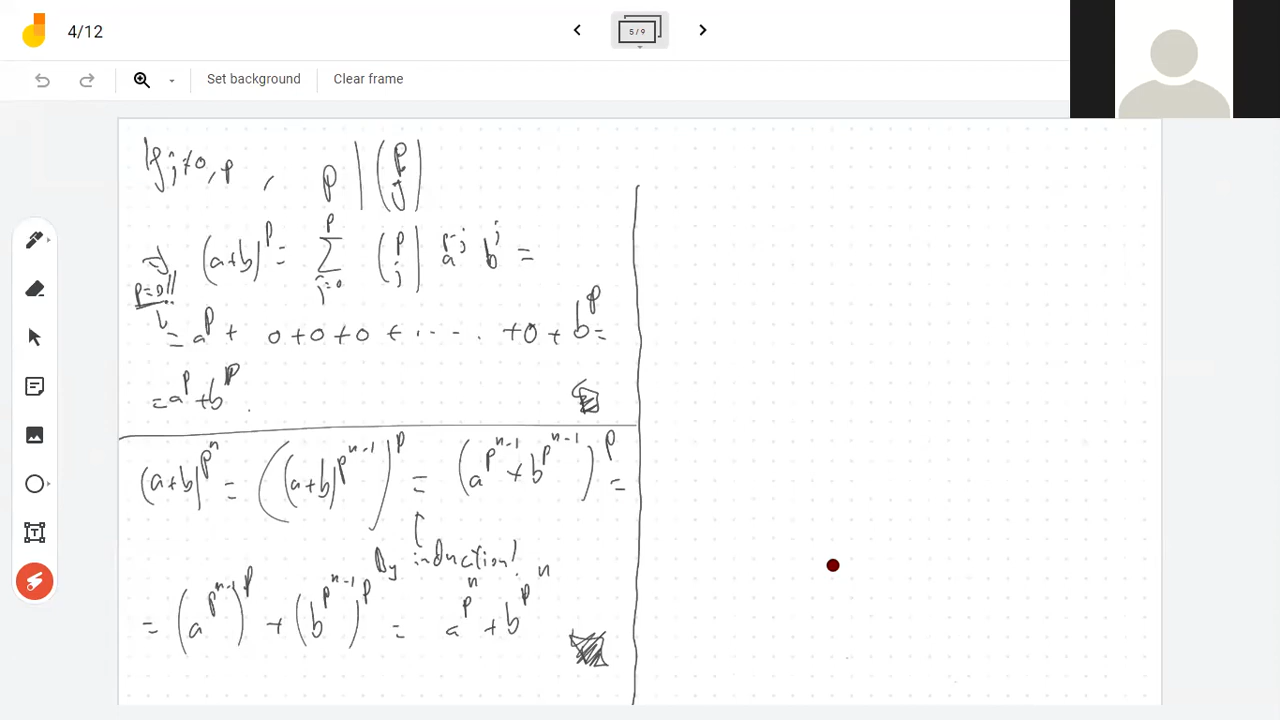 4/12
5 / 9
Set background
Clear frame
If j≠0, p , p | (p j)
⇒ (a+b)^p = Σ_{j=0}^{p} (p j) a^{p-j} b^j =
p=0!!
= a^p + 0+0+0 + ..... +0 + b^p =
= a^p + b^p .
(a+b)^{p^n} = ((a+b)^{p^{n-1}})^p = (a^{p^{n-1}} + b^{p^{n-1}})^p =
By induction!
= (a^{p^{n-1}})^p + (b^{p^{n-1}})^p = a^{p^n} + b^{p^n}